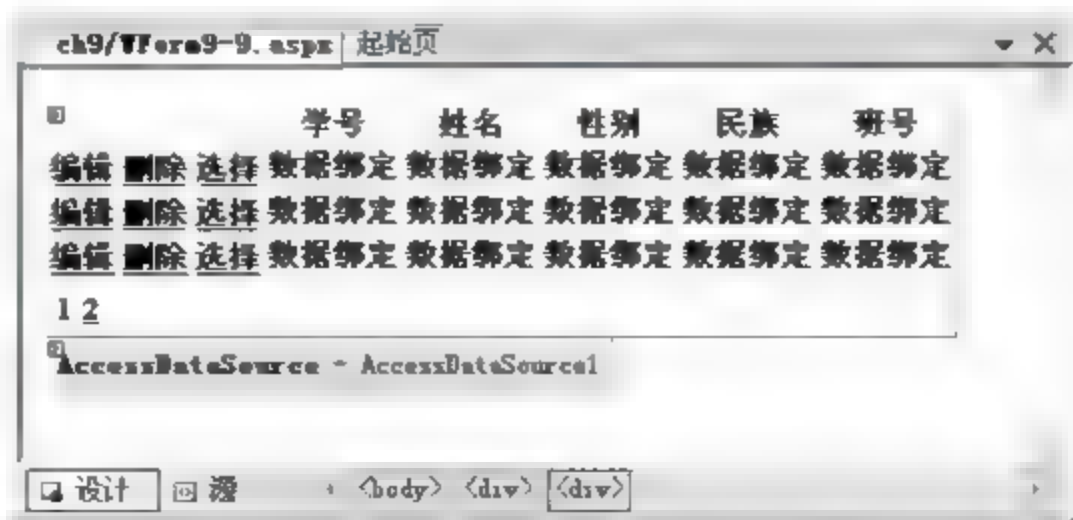 ch9/WForm9-9.aspx 起始页
学号 姓名 性别 民族 班号
编辑 删除 选择 数据绑定 数据绑定 数据绑定 数据绑定 数据绑定
编辑 删除 选择 数据绑定 数据绑定 数据绑定 数据绑定 数据绑定
编辑 删除 选择 数据绑定 数据绑定 数据绑定 数据绑定 数据绑定
1 2
AccessDataSource - AccessDataSource1
设计 源 <body> <div> <div>